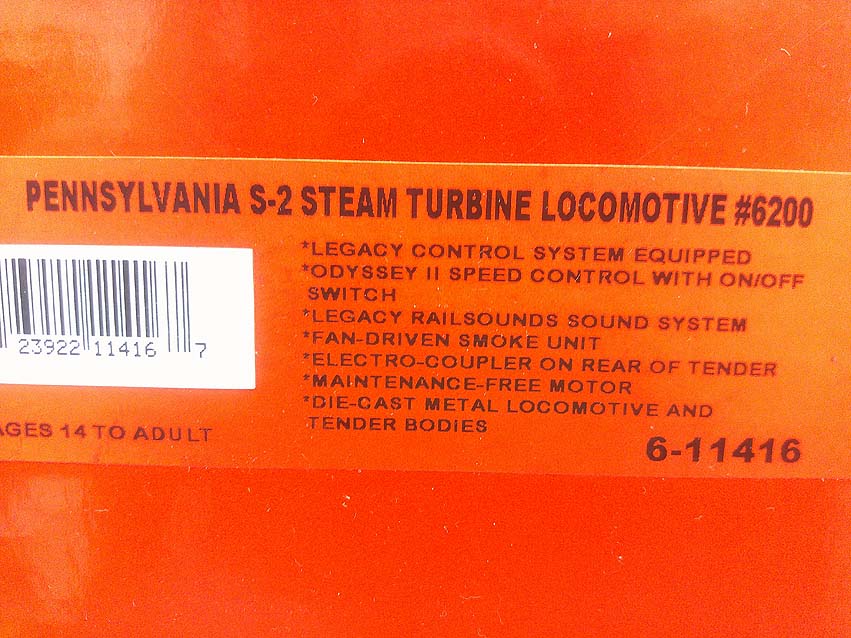 PENNSYLVANIA S-2 STEAM TURBINE LOCOMOTIVE #6200
*LEGACY CONTROL SYSTEM EQUIPPED
*ODYSSEY II SPEED CONTROL WITH ON/OFF
SWITCH
*LEGACY RAILSOUNDS SOUND SYSTEM
*FAN-DRIVEN SMOKE UNIT
*ELECTRO-COUPLER ON REAR OF TENDER
*MAINTENANCE-FREE MOTOR
*DIE-CAST METAL LOCOMOTIVE AND
TENDER BODIES
23922 11416 7
AGES 14 TO ADULT
6-11416